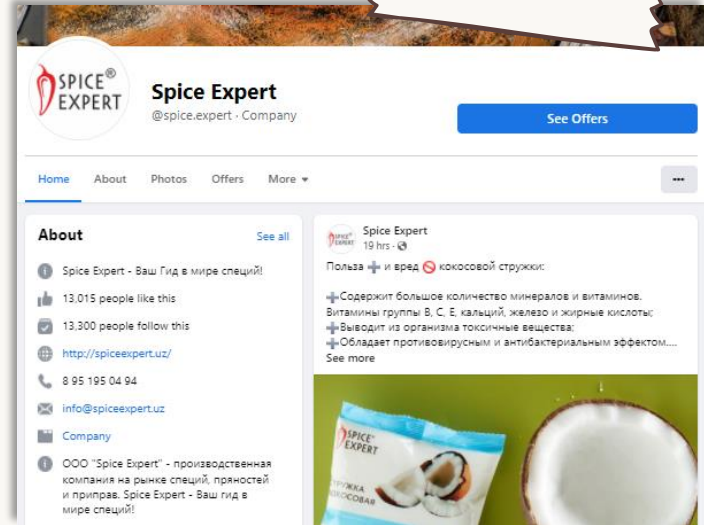 SPICE®
EXPERT
Spice Expert
@spice.expert · Company
See Offers
Home About Photos Offers More
About See all
Spice Expert - Ваш Гид в мире специй!
13,015 people like this
13,300 people follow this
http://spiceexpert.uz/
8 95 195 04 94
info@spiceexpert.uz
Company
ООО "Spice Expert" - производственная
компания на рынке специй, пряностей
и приправ. Spice Expert - Ваш гид в
мире специй!
SPICE®
EXPERT
Spice Expert
19 hrs ·
Польза ➕ и вред 🚫 кокосовой стружки:
➕Содержит большое количество минералов и витаминов.
Витамины группы В, С, Е, кальций, железо и жирные кислоты;
➕Выводит из организма токсичные вещества;
➕Обладает противовирусным и антибактериальным эффектом....
See more
SPICE®
EXPERT
КОКОСОВАЯ